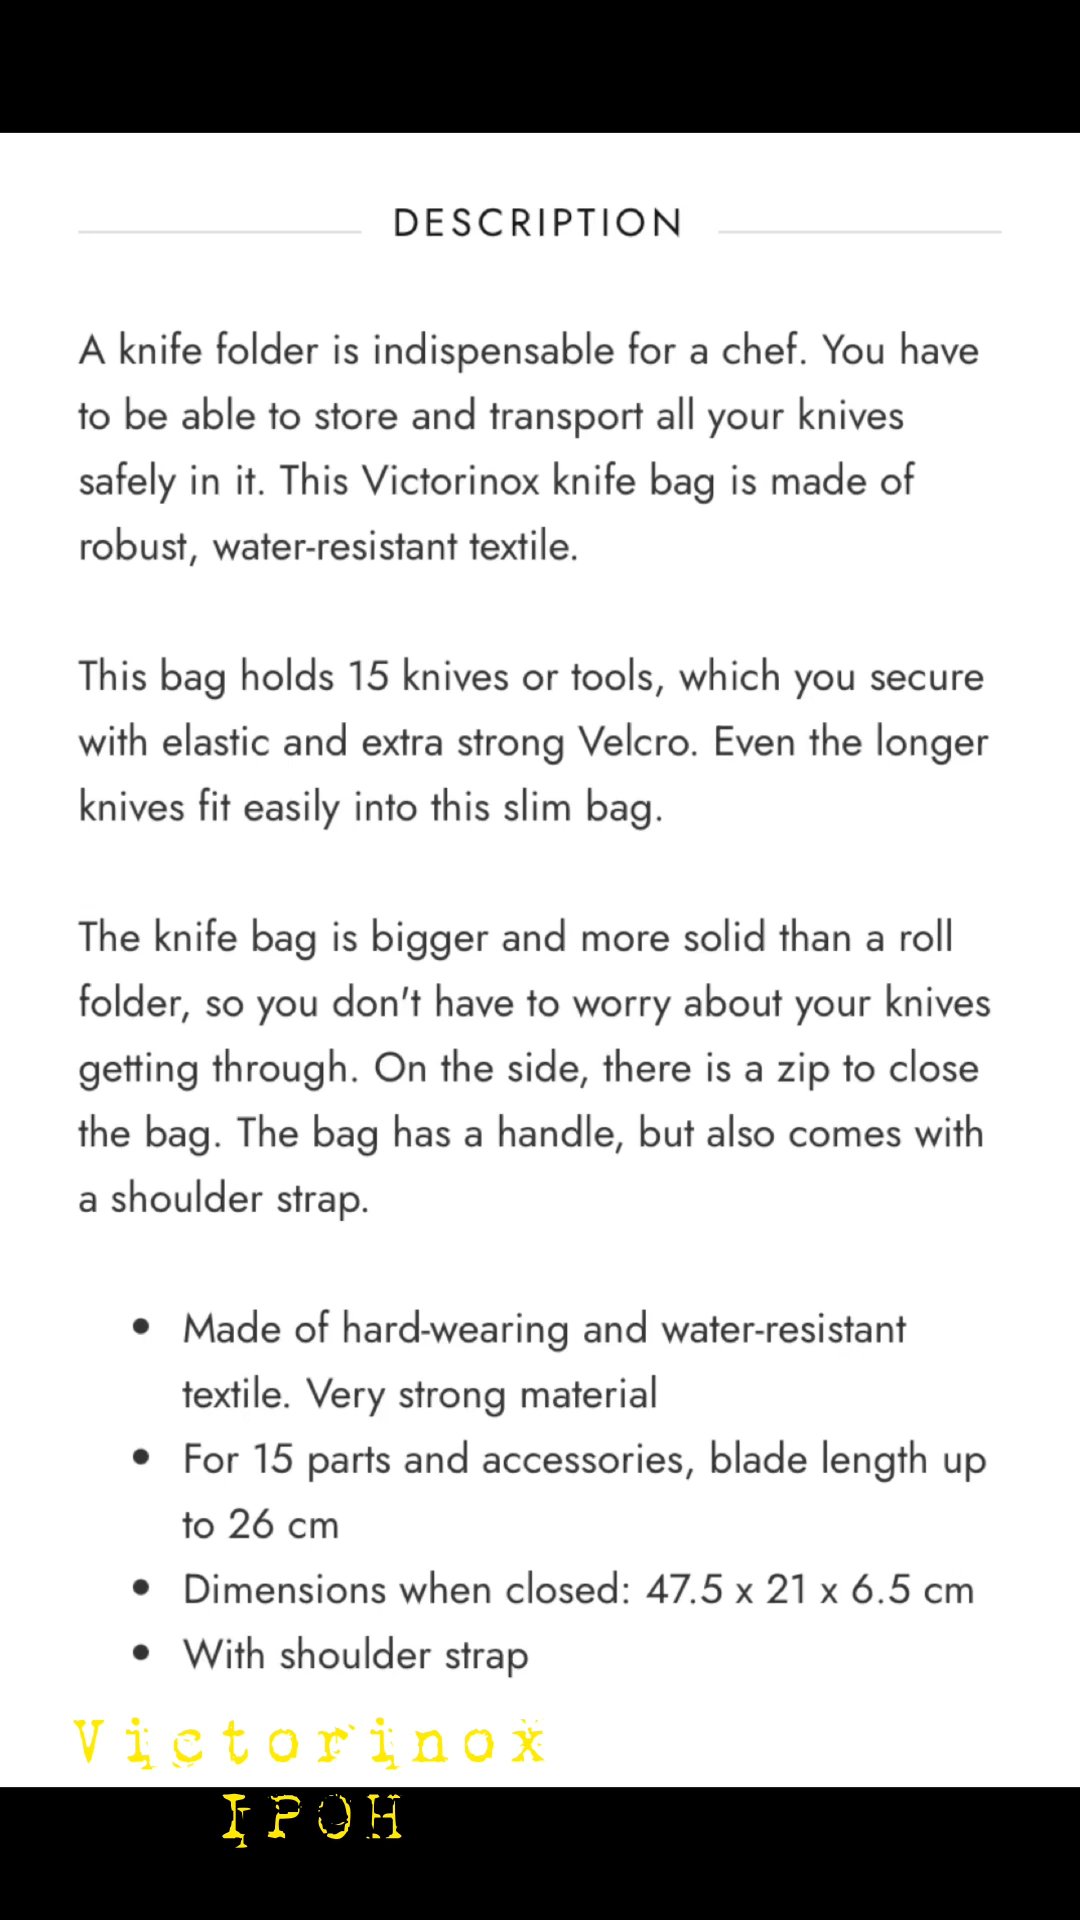 DESCRIPTION
A knife folder is indispensable for a chef. You have
to be able to store and transport all your knives
safely in it. This Victorinox knife bag is made of
robust, water-resistant textile.
This bag holds 15 knives or tools, which you secure
with elastic and extra strong Velcro. Even the longer
knives fit easily into this slim bag.
The knife bag is bigger and more solid than a roll
folder, so you don't have to worry about your knives
getting through. On the side, there is a zip to close
the bag. The bag has a handle, but also comes with
a shoulder strap.
• Made of hard-wearing and water-resistant
textile. Very strong material
• For 15 parts and accessories, blade length up
to 26 cm
• Dimensions when closed: 47.5 x 21 x 6.5 cm
• With shoulder strap
Victorinox
IPOH